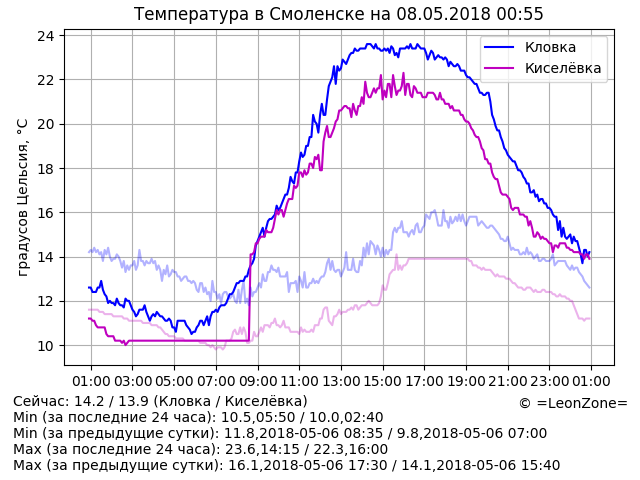 Температура в Смоленске на 08.05.2018 00:55
Кловка
Киселёвка
градусов Цельсия, °C
24
22
20
18
16
14
12
10
01:00 03:00 05:00 07:00 09:00 11:00 13:00 15:00 17:00 19:00 21:00 23:00 01:00
Сейчас: 14.2 / 13.9 (Кловка / Киселёвка)
© =LeonZone=
Min (за последние 24 часа): 10.5,05:50 / 10.0,02:40
Min (за предыдущие сутки): 11.8,2018-05-06 08:35 / 9.8,2018-05-06 07:00
Max (за последние 24 часа): 23.6,14:15 / 22.3,16:00
Max (за предыдущие сутки): 16.1,2018-05-06 17:30 / 14.1,2018-05-06 15:40